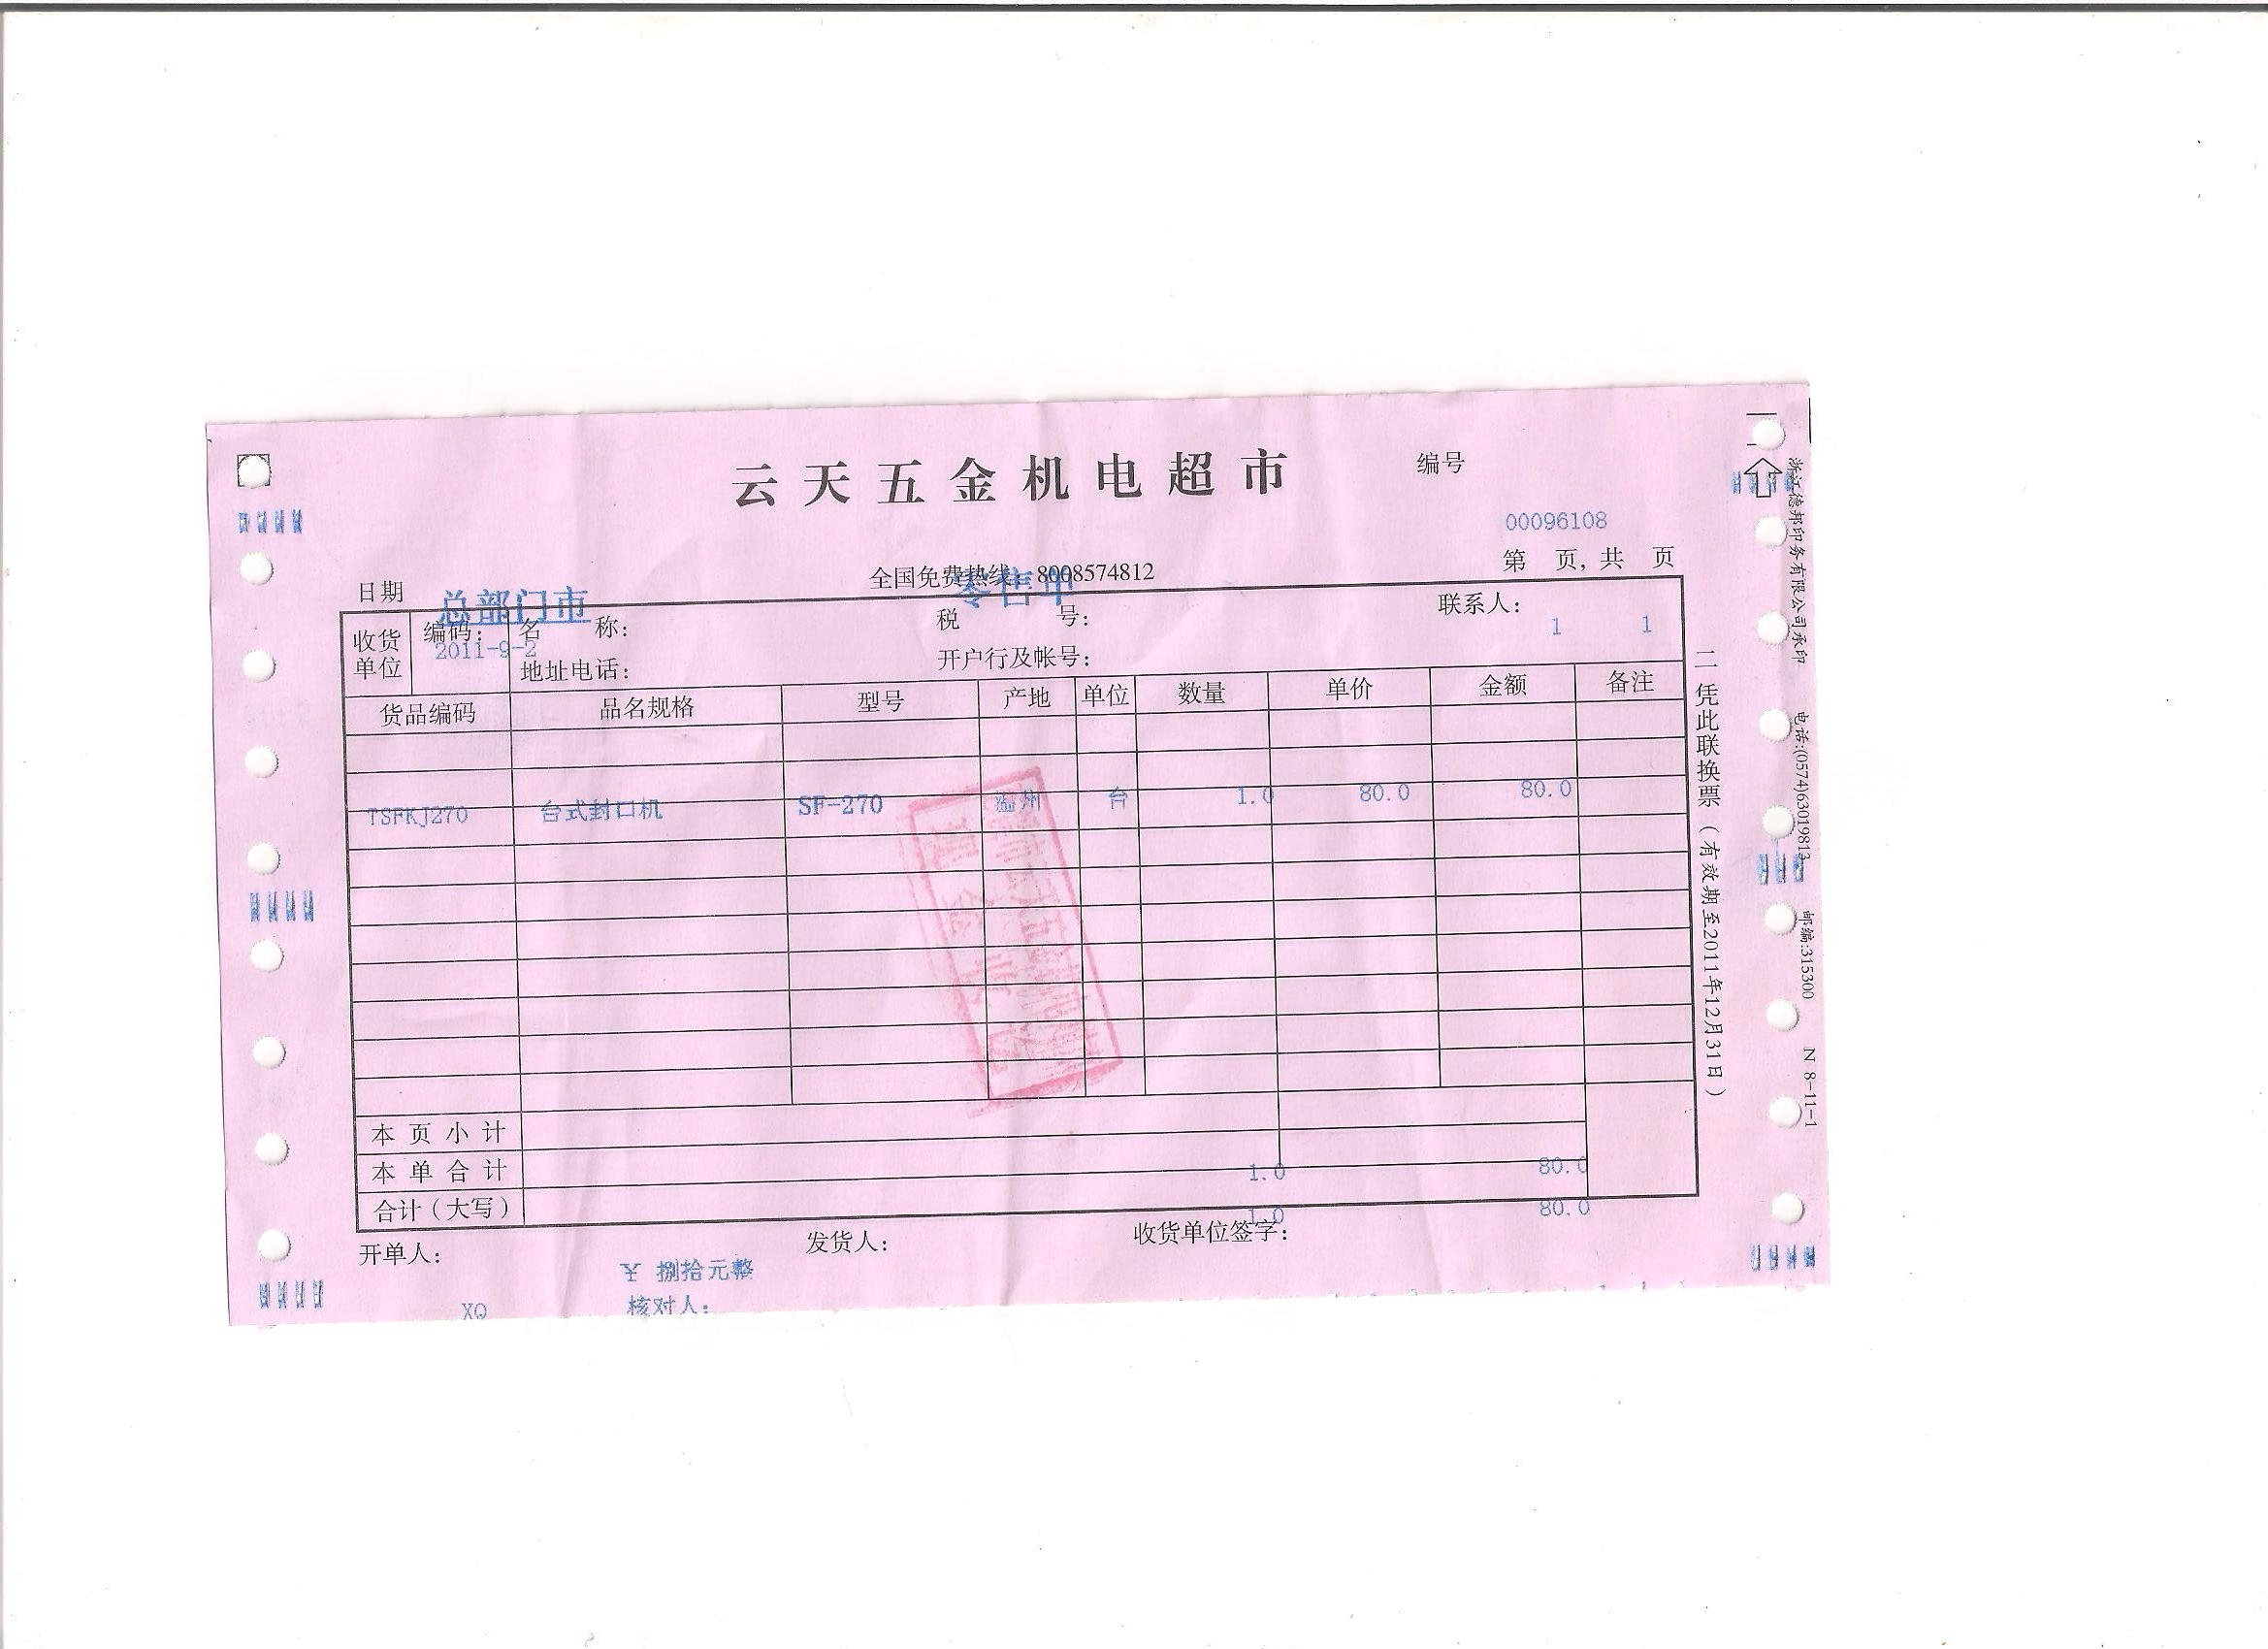 云天五金机电超市
编号
00096108
全国免费热线：8008574812
零售单
第 页，共 页
日期
总部门市
收货单位
编码：
2011-9-2
名 称：
税 号：
联系人：
1 1
地址电话：
开户行及帐号：
货品编码 品名规格 型号 产地 单位 数量 单价 金额 备注
TSFKJ270 台式封口机 SF-270 温州 台 1.0 80.0 80.0
本页小计
本单合计 1.0 80.0
合计（大写） 1.0 80.0
开单人：
发货人：
收货单位签字：
¥ 捌拾元整
XQ
核对人：
二 凭此联换票（有效期至2011年12月31日）
浙江德邦印务有限公司承印 电话:(0574)63019813 邮编:315300 N 8-11-1